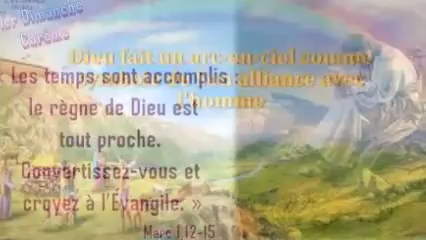 1er Dimanche
Carême
Dieu fait un arc-en-ciel comme
alliance avec
l'homme
Les temps sont accomplis :
le règne de Dieu est
tout proche.
Convertissez-vous et
croyez à l'Évangile. »
Marc 1,12-15